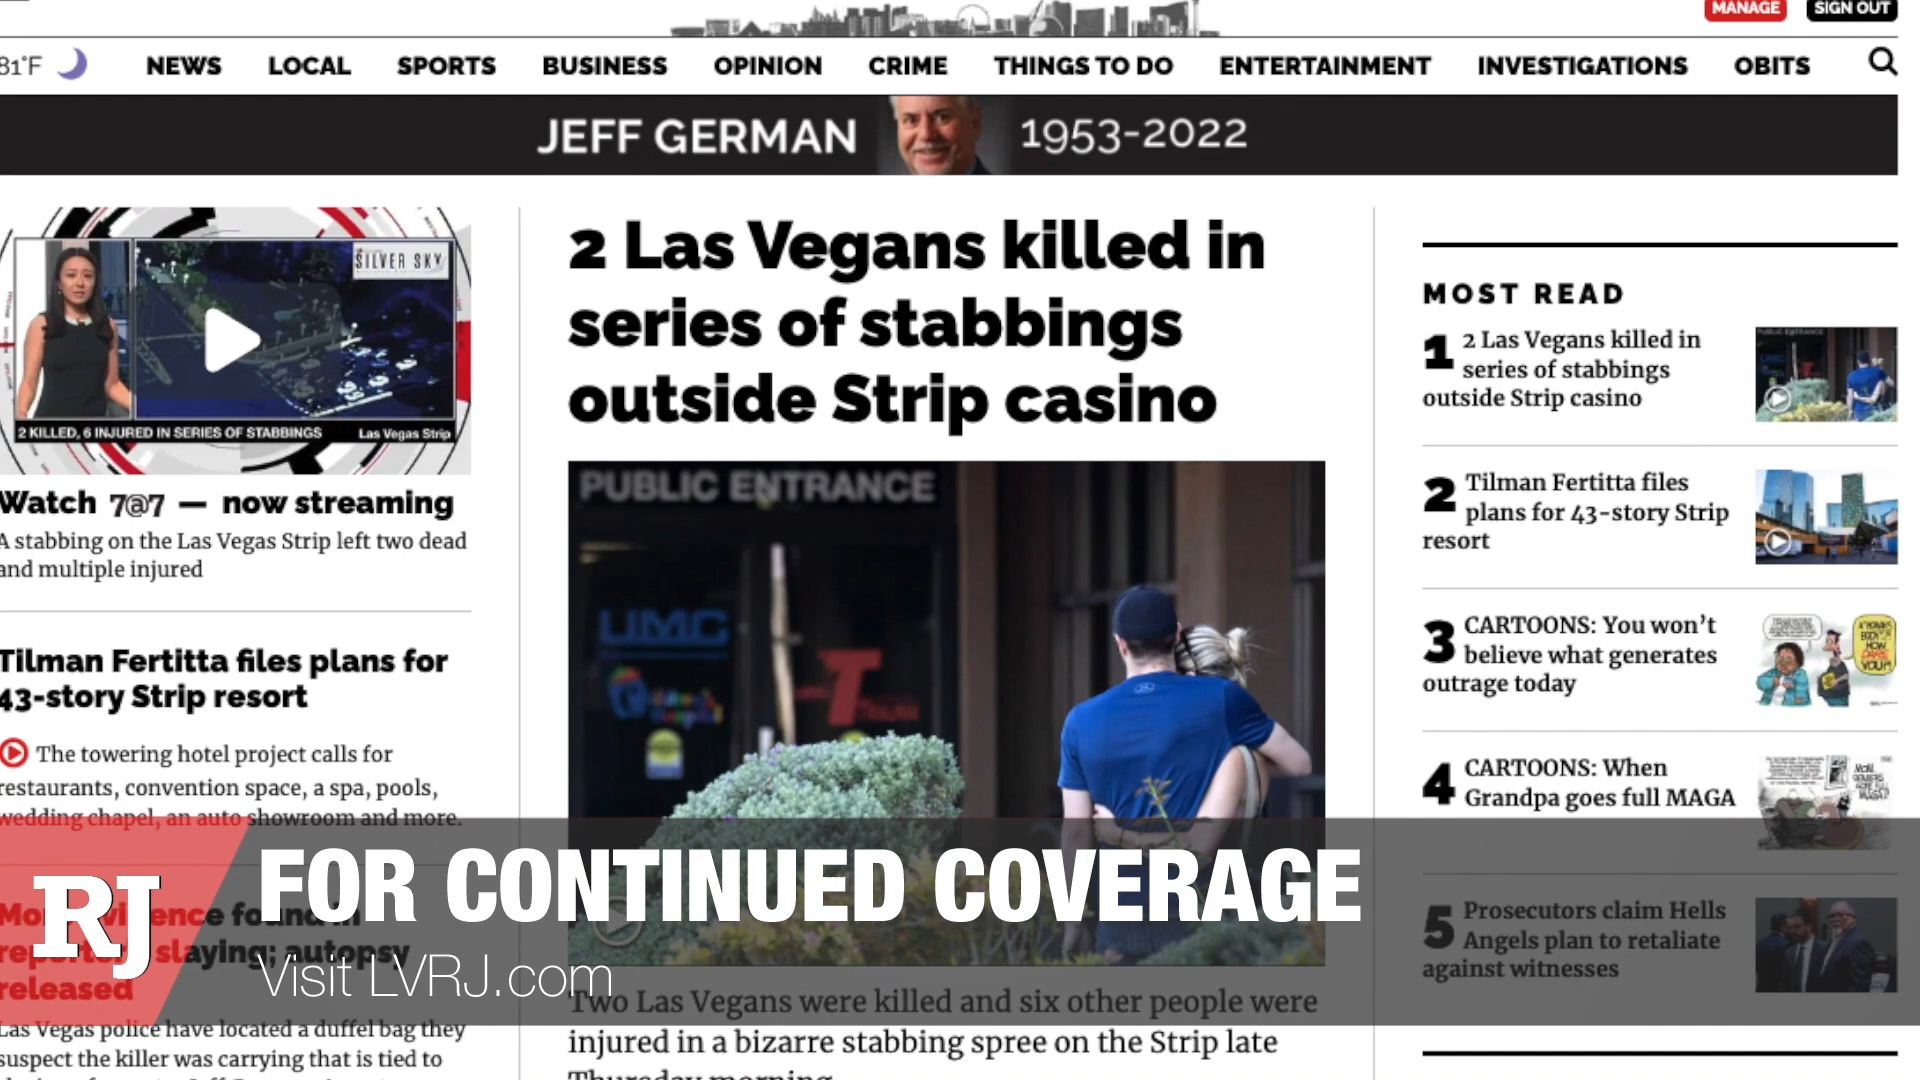 MANAGE
SIGN OUT
81°F
NEWS LOCAL SPORTS BUSINESS OPINION CRIME THINGS TO DO ENTERTAINMENT INVESTIGATIONS OBITS
JEFF GERMAN 1953-2022
SILVER SKY
2 KILLED, 6 INJURED IN SERIES OF STABBINGS Las Vegas Strip
Watch 7@7 — now streaming
A stabbing on the Las Vegas Strip left two dead
and multiple injured
Tilman Fertitta files plans for
43-story Strip resort
The towering hotel project calls for
restaurants, convention space, a spa, pools,
wedding chapel, an auto showroom and more.
slaying; autopsy
released
Las Vegas police have located a duffel bag they
suspect the killer was carrying that is tied to
2 Las Vegans killed in
series of stabbings
outside Strip casino
PUBLIC ENTRANCE
UMC
Two Las Vegans were killed and six other people were
injured in a bizarre stabbing spree on the Strip late
Thursday morning.
MOST READ
1 2 Las Vegans killed in
series of stabbings
outside Strip casino
2 Tilman Fertitta files
plans for 43-story Strip
resort
3 CARTOONS: You won't
believe what generates
outrage today
4 CARTOONS: When
Grandpa goes full MAGA
5 Prosecutors claim Hells
Angels plan to retaliate
against witnesses
RJ
FOR CONTINUED COVERAGE
Visit LVRJ.com